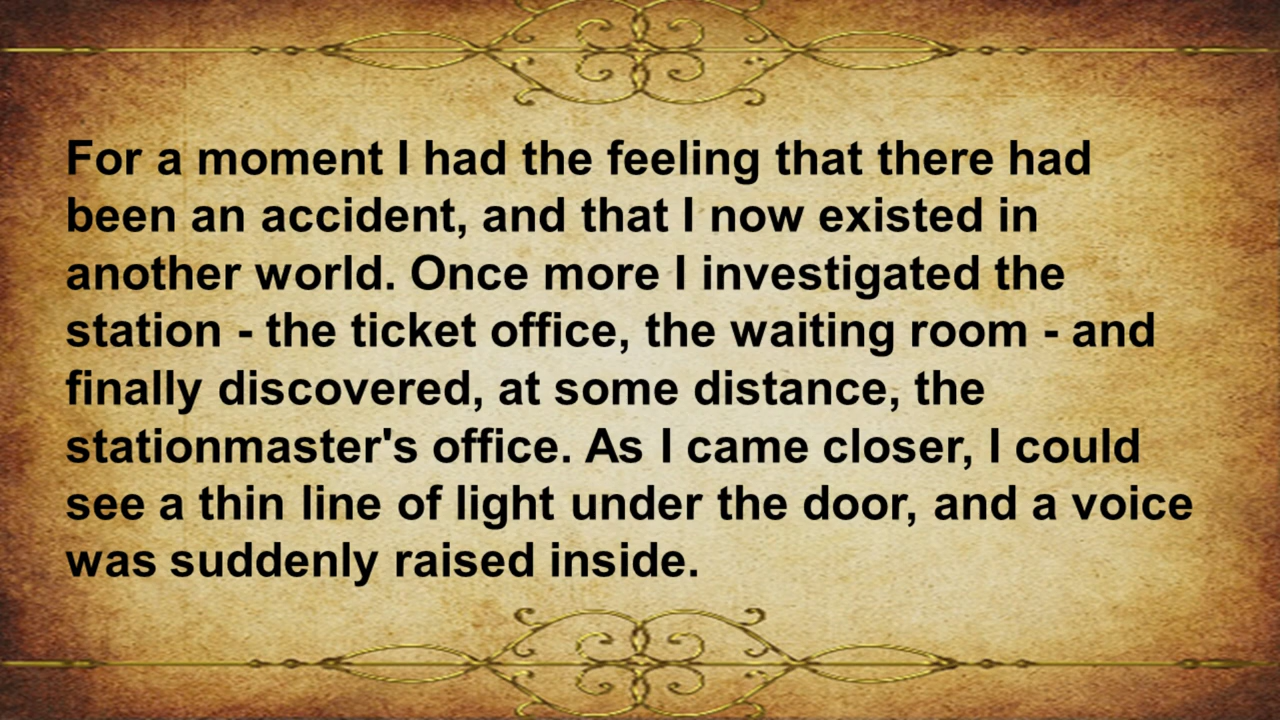 For a moment I had the feeling that there had
been an accident, and that I now existed in
another world. Once more I investigated the
station - the ticket office, the waiting room - and
finally discovered, at some distance, the
stationmaster's office. As I came closer, I could
see a thin line of light under the door, and a voice
was suddenly raised inside.